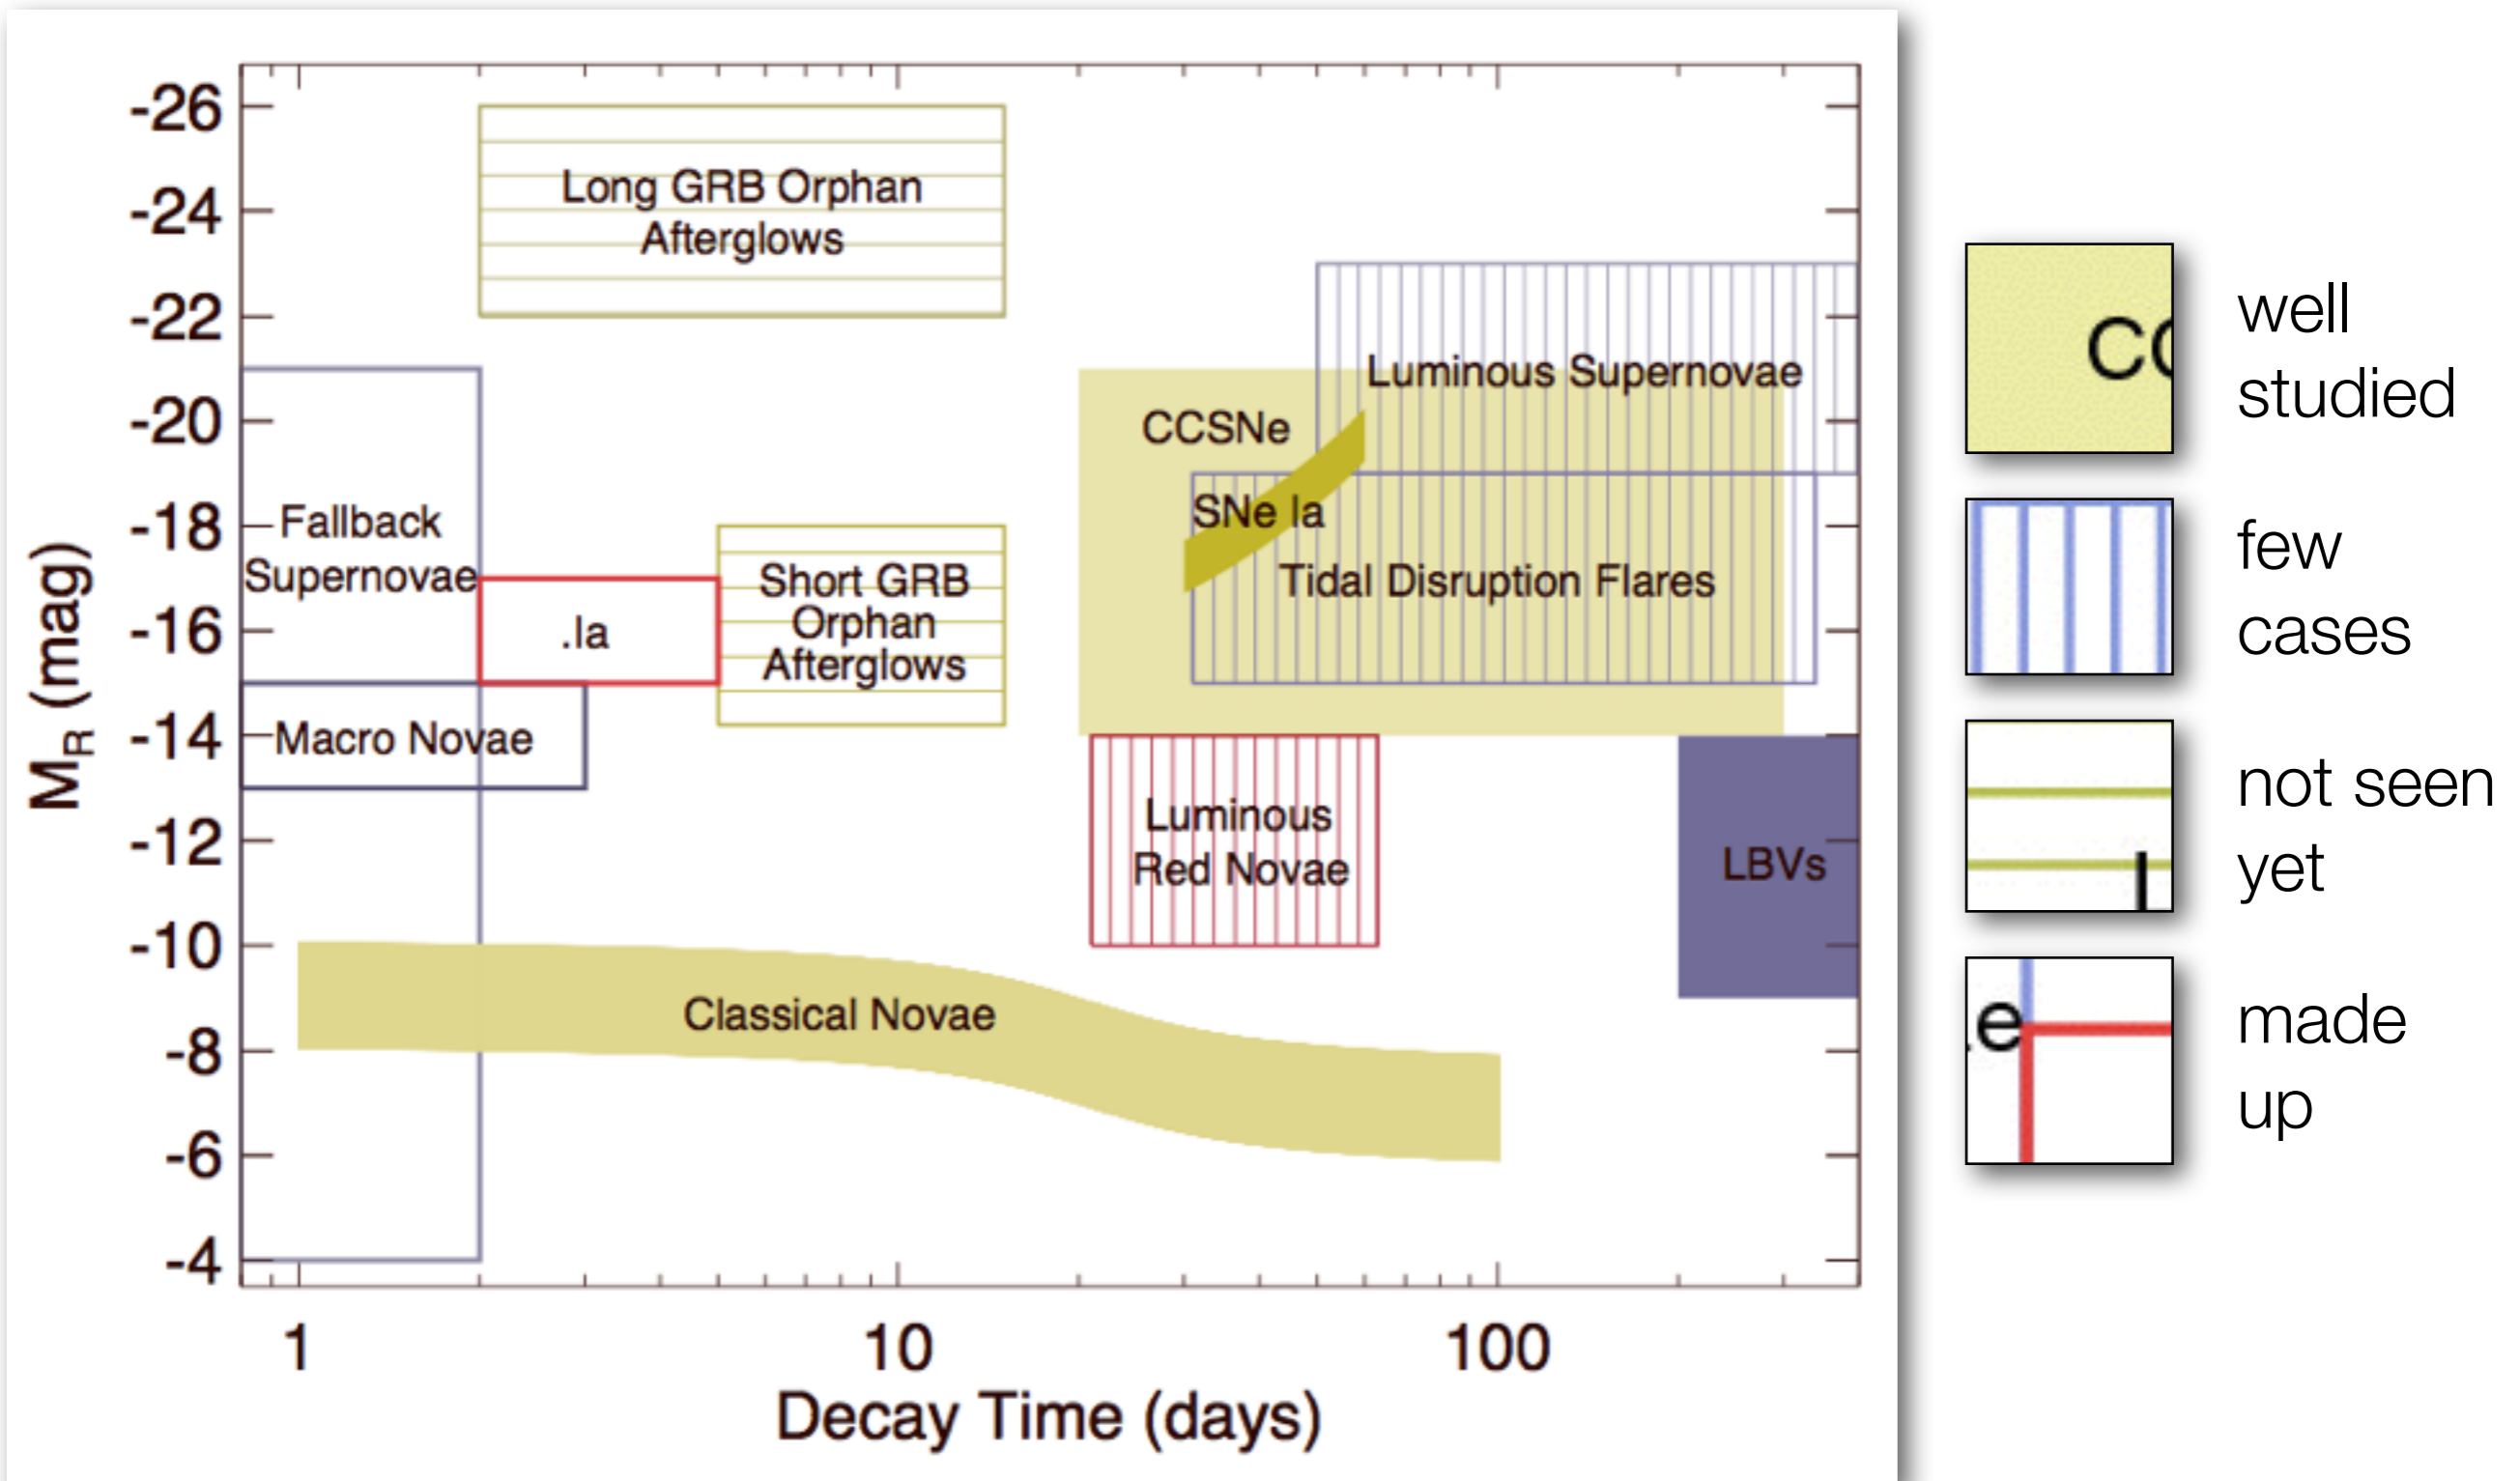 -26
-24
-22
-20
-18
-16
-14
-12
-10
-8
-6
-4
M_R (mag)
1
10
100
Decay Time (days)
Long GRB Orphan
Afterglows
Luminous Supernovae
CCSNe
SNe Ia
Tidal Disruption Flares
Fallback
Supernovae
.Ia
Short GRB
Orphan
Afterglows
Macro Novae
Luminous
Red Novae
LBVs
Classical Novae
CC
well
studied
few
cases
not seen
yet
e
made
up